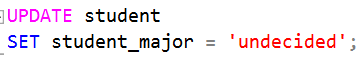 UPDATE student
SET student_major = 'undecided';